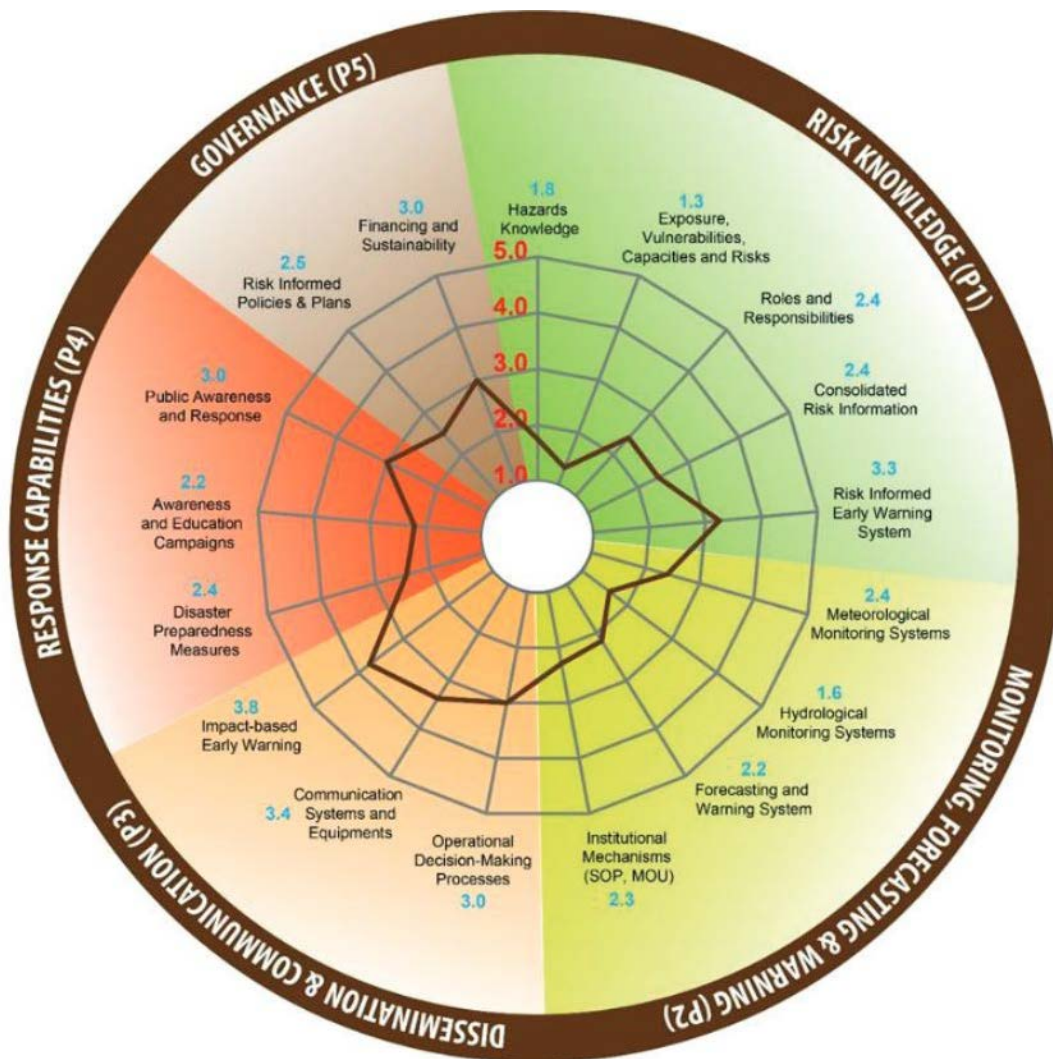 GOVERNANCE (P5)
RISK KNOWLEDGE (P1)
MONITORING, FORECASTING & WARNING (P2)
DISSEMINATION & COMMUNICATION (P3)
RESPONSE CAPABILITIES (P4)
1.8
Hazards
Knowledge
1.3
Exposure,
Vulnerabilities,
Capacities and Risks
Roles and 2.4
Responsibilities
2.4
Consolidated
Risk Information
3.3
Risk Informed
Early Warning
System
2.4
Meteorological
Monitoring Systems
1.6
Hydrological
Monitoring Systems
2.2
Forecasting and
Warning System
Institutional
Mechanisms
(SOP, MOU)
2.3
Operational
Decision-Making
Processes
3.0
Communication
3.4 Systems and
Equipments
3.8
Impact-based
Early Warning
2.4
Disaster
Preparedness
Measures
2.2
Awareness
and Education
Campaigns
3.0
Public Awareness
and Response
2.5
Risk Informed
Policies & Plans
3.0
Financing and
Sustainability
5.0
4.0
3.0
2.0
1.0